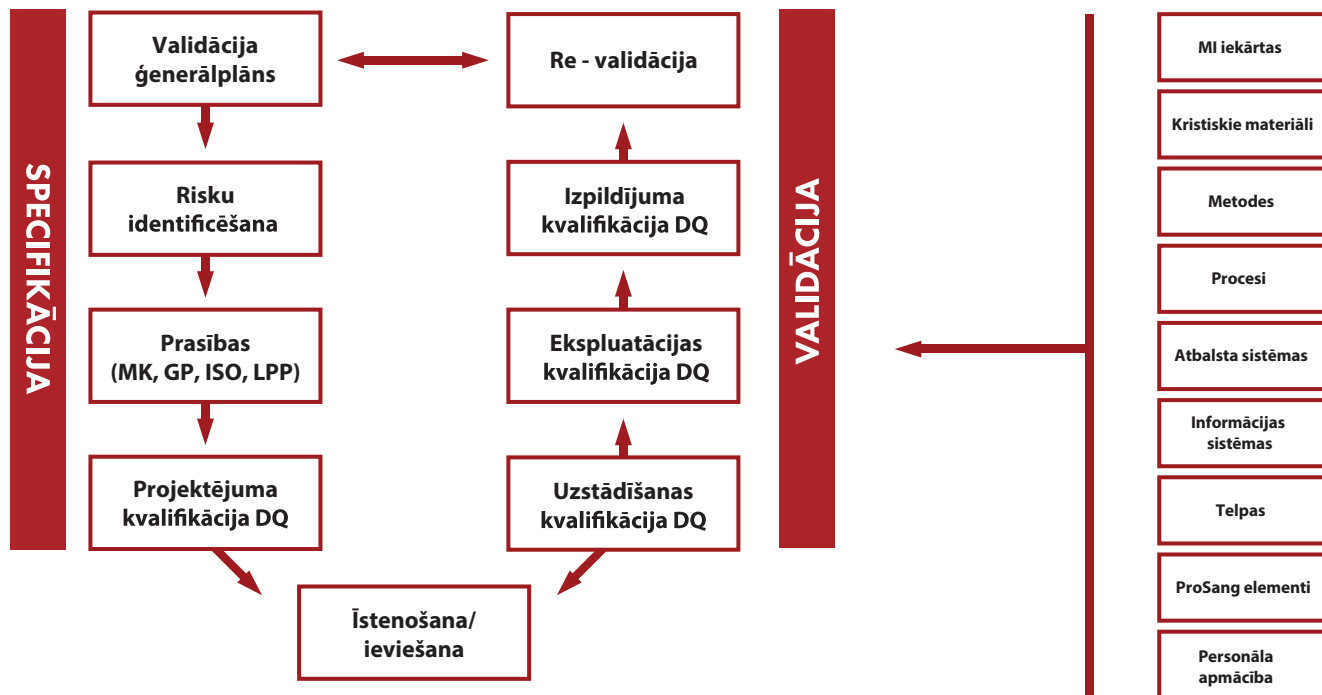 SPECIFIKĀCIJA
Validācija
ģenerālplāns
Risku
identificēšana
Prasības
(MK, GP, ISO, LPP)
Projektējuma
kvalifikācija DQ
Īstenošana/
ieviešana
Re - validācija
Izpildījuma
kvalifikācija DQ
Ekspluatācijas
kvalifikācija DQ
Uzstādīšanas
kvalifikācija DQ
VALIDĀCIJA
MI iekārtas
Kristiskie materiāli
Metodes
Procesi
Atbalsta sistēmas
Informācijas
sistēmas
Telpas
ProSang elementi
Personāla
apmācība